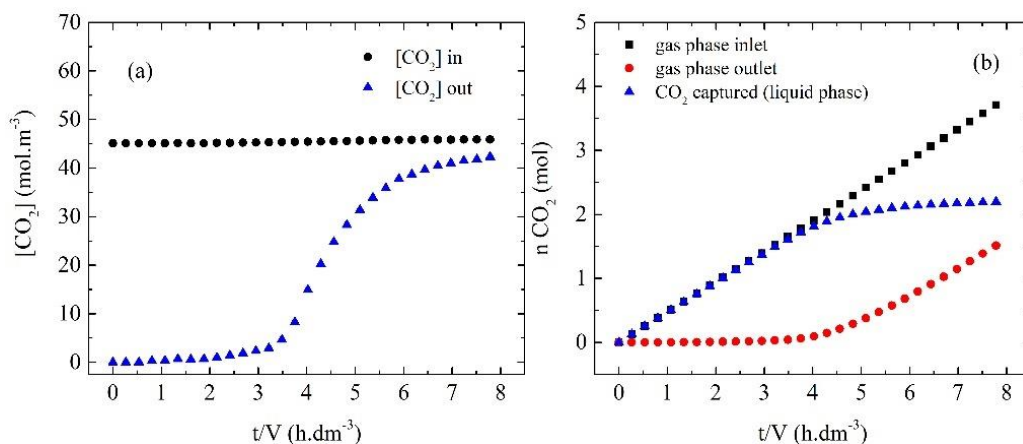 70
60
50
40
30
20
10
0
[CO₂] (mol.m⁻³)
(a)
[CO₂] in
[CO₂] out
0 1 2 3 4 5 6 7 8
t/V (h.dm⁻³)
5
4
3
2
1
0
n CO₂ (mol)
gas phase inlet
gas phase outlet
CO₂ captured (liquid phase)
(b)
0 1 2 3 4 5 6 7 8
t/V (h.dm⁻³)